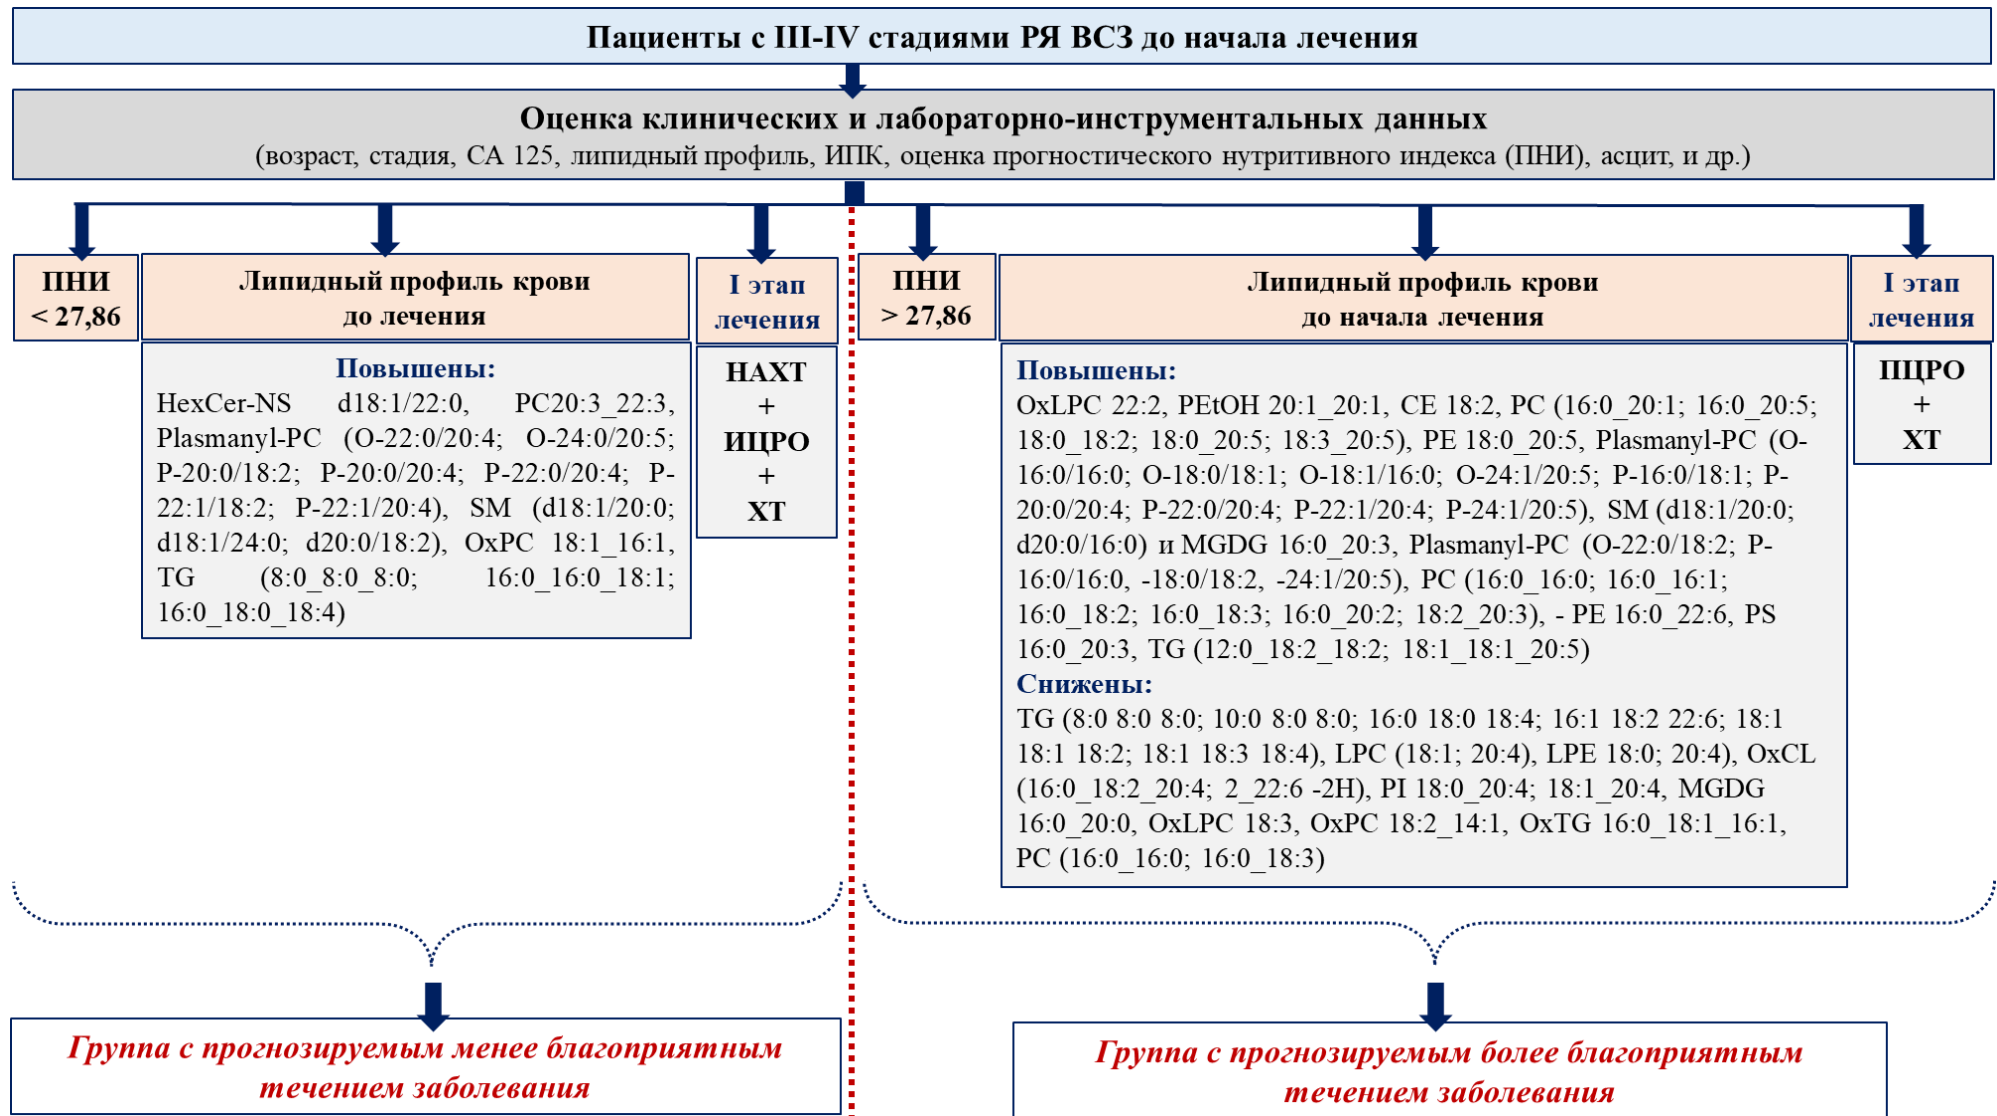 Пациенты с III-IV стадиями РЯ ВСЗ до начала лечения
Оценка клинических и лабораторно-инструментальных данных
(возраст, стадия, СА 125, липидный профиль, ИПК, оценка прогностического нутритивного индекса (ПНИ), асцит, и др.)
ПНИ
< 27,86
Липидный профиль крови
до лечения
I этап
лечения
Повышены:
HexCer-NS d18:1/22:0, PC20:3_22:3,
Plasmanyl-PC (O-22:0/20:4; O-24:0/20:5;
P-20:0/18:2; P-20:0/20:4; P-22:0/20:4; P-
22:1/18:2; P-22:1/20:4), SM (d18:1/20:0;
d18:1/24:0; d20:0/18:2), OxPC 18:1_16:1,
TG (8:0_8:0_8:0; 16:0_16:0_18:1;
16:0_18:0_18:4)
НАХТ
+
ИЦРО
+
ХТ
ПНИ
> 27,86
Липидный профиль крови
до начала лечения
I этап
лечения
Повышены:
OxLPC 22:2, PEtOH 20:1_20:1, CE 18:2, PC (16:0_20:1; 16:0_20:5;
18:0_18:2; 18:0_20:5; 18:3_20:5), PE 18:0_20:5, Plasmanyl-PC (O-
16:0/16:0; O-18:0/18:1; O-18:1/16:0; O-24:1/20:5; P-16:0/18:1; P-
20:0/20:4; P-22:0/20:4; P-22:1/20:4; P-24:1/20:5), SM (d18:1/20:0;
d20:0/16:0) и MGDG 16:0_20:3, Plasmanyl-PC (O-22:0/18:2; P-
16:0/16:0, -18:0/18:2, -24:1/20:5), PC (16:0_16:0; 16:0_16:1;
16:0_18:2; 16:0_18:3; 16:0_20:2; 18:2_20:3), - PE 16:0_22:6, PS
16:0_20:3, TG (12:0_18:2_18:2; 18:1_18:1_20:5)
Снижены:
TG (8:0 8:0 8:0; 10:0 8:0 8:0; 16:0 18:0 18:4; 16:1 18:2 22:6; 18:1
18:1 18:2; 18:1 18:3 18:4), LPC (18:1; 20:4), LPE 18:0; 20:4), OxCL
(16:0_18:2_20:4; 2_22:6 -2H), PI 18:0_20:4; 18:1_20:4, MGDG
16:0_20:0, OxLPC 18:3, OxPC 18:2_14:1, OxTG 16:0_18:1_16:1,
PC (16:0_16:0; 16:0_18:3)
ПЦРО
+
ХТ
Группа с прогнозируемым менее благоприятным
течением заболевания
Группа с прогнозируемым более благоприятным
течением заболевания